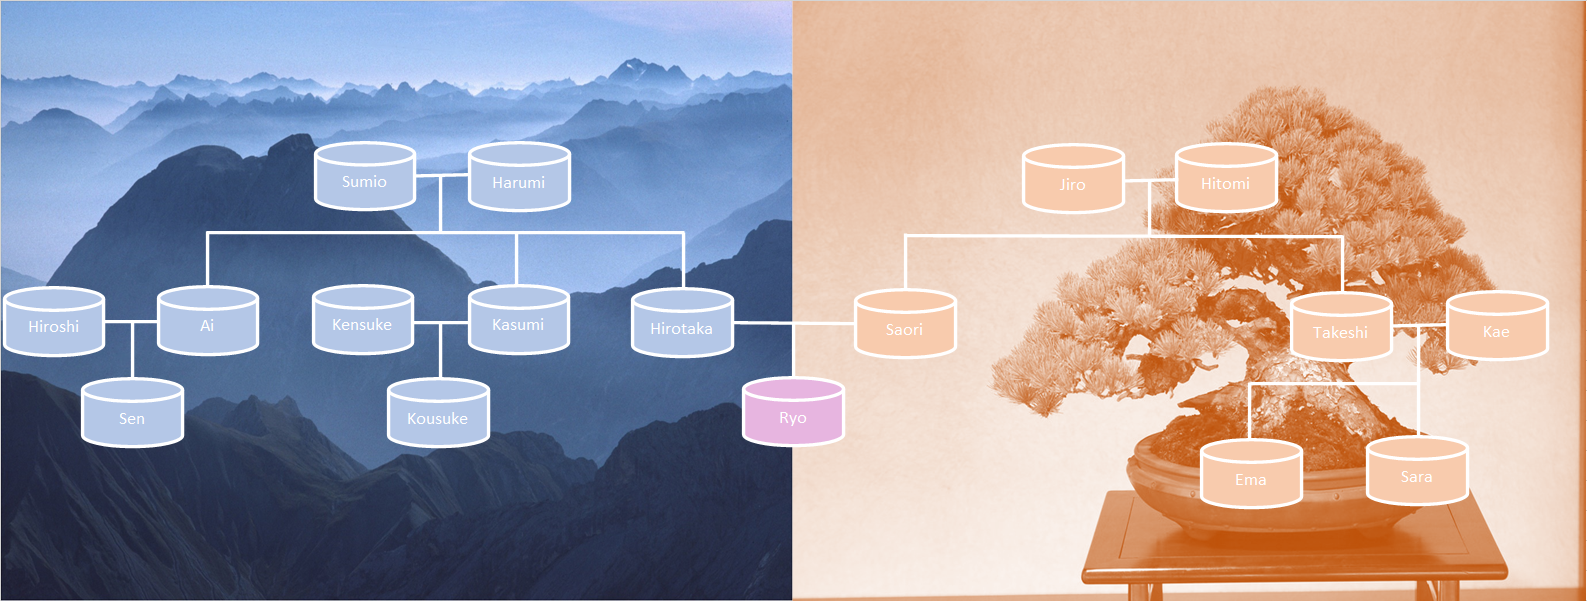 Sumio
Harumi
Jiro
Hitomi
Hiroshi
Ai
Kensuke
Kasumi
Hirotaka
Saori
Takeshi
Kae
Sen
Kousuke
Ryo
Ema
Sara